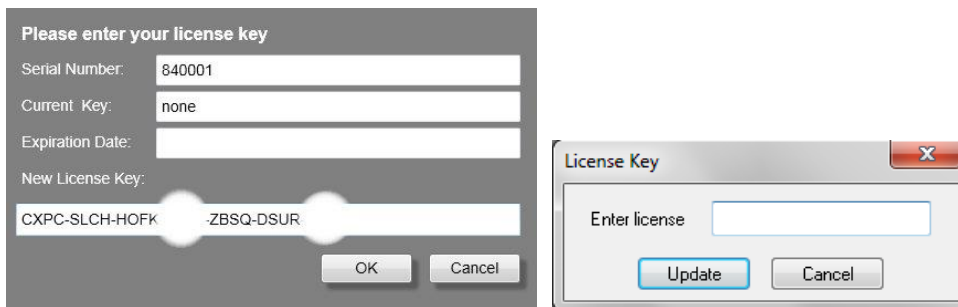 Please enter your license key
Serial Number: 840001
Current Key: none
Expiration Date:
New License Key:
CXPC-SLCH-HOFK -ZBSQ-DSUR
OK Cancel
License Key
Enter license
Update Cancel